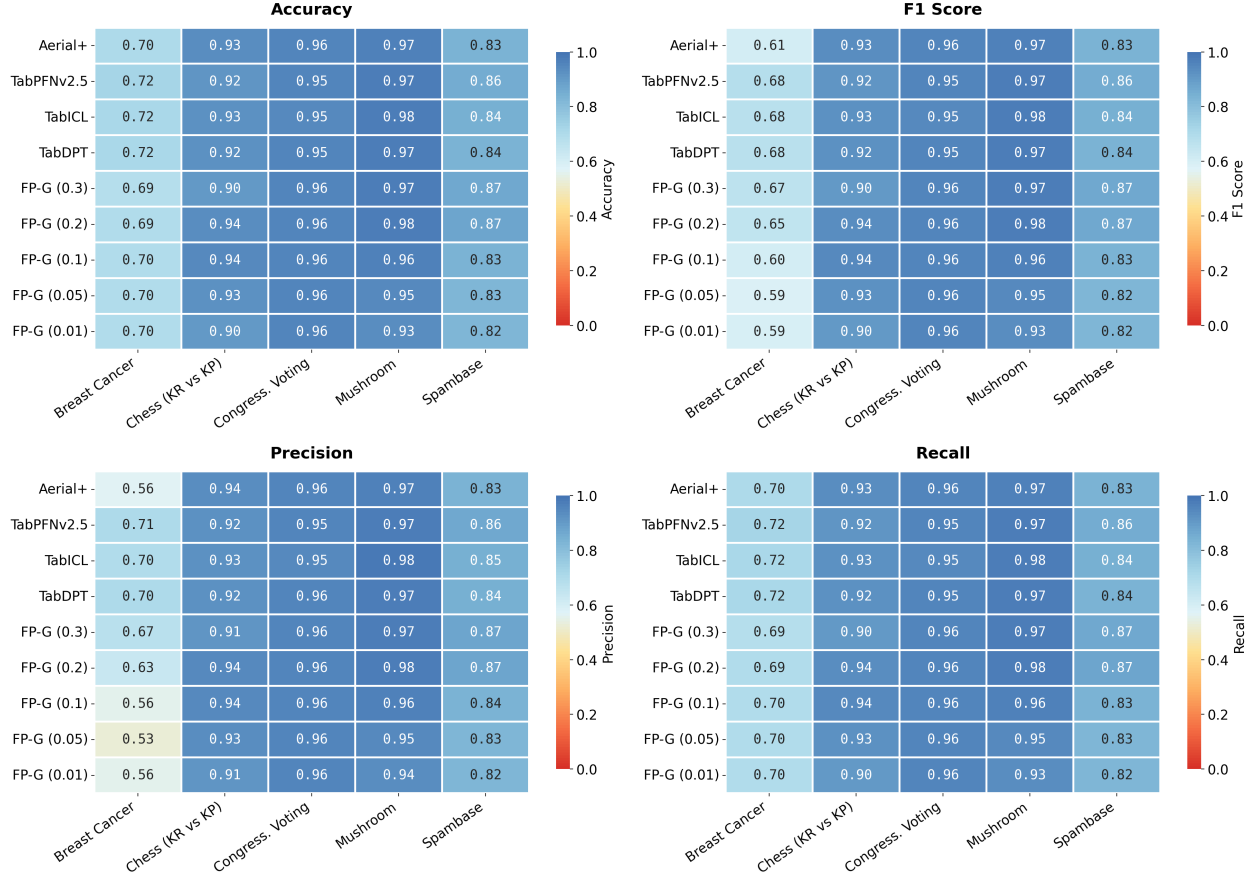 Accuracy
Aerial+ 0.70 0.93 0.96 0.97 0.83
TabPFNv2.5 0.72 0.92 0.95 0.97 0.86
TabICL 0.72 0.93 0.95 0.98 0.84
TabDPT 0.72 0.92 0.95 0.97 0.84
FP-G (0.3) 0.69 0.90 0.96 0.97 0.87
FP-G (0.2) 0.69 0.94 0.96 0.98 0.87
FP-G (0.1) 0.70 0.94 0.96 0.96 0.83
FP-G (0.05) 0.70 0.93 0.96 0.95 0.83
FP-G (0.01) 0.70 0.90 0.96 0.93 0.82
Breast Cancer Chess (KR vs KP) Congress. Voting Mushroom Spambase
1.0
0.8
0.6
0.4
0.2
0.0
Accuracy
F1 Score
Aerial+ 0.61 0.93 0.96 0.97 0.83
TabPFNv2.5 0.68 0.92 0.95 0.97 0.86
TabICL 0.68 0.93 0.95 0.98 0.84
TabDPT 0.68 0.92 0.95 0.97 0.84
FP-G (0.3) 0.67 0.90 0.96 0.97 0.87
FP-G (0.2) 0.65 0.94 0.96 0.98 0.87
FP-G (0.1) 0.60 0.94 0.96 0.96 0.83
FP-G (0.05) 0.59 0.93 0.96 0.95 0.82
FP-G (0.01) 0.59 0.90 0.96 0.93 0.82
Breast Cancer Chess (KR vs KP) Congress. Voting Mushroom Spambase
1.0
0.8
0.6
0.4
0.2
0.0
F1 Score
Precision
Aerial+ 0.56 0.94 0.96 0.97 0.83
TabPFNv2.5 0.71 0.92 0.95 0.97 0.86
TabICL 0.70 0.93 0.95 0.98 0.85
TabDPT 0.70 0.92 0.96 0.97 0.84
FP-G (0.3) 0.67 0.91 0.96 0.97 0.87
FP-G (0.2) 0.63 0.94 0.96 0.98 0.87
FP-G (0.1) 0.56 0.94 0.96 0.96 0.84
FP-G (0.05) 0.53 0.93 0.96 0.95 0.83
FP-G (0.01) 0.56 0.91 0.96 0.94 0.82
Breast Cancer Chess (KR vs KP) Congress. Voting Mushroom Spambase
1.0
0.8
0.6
0.4
0.2
0.0
Precision
Recall
Aerial+ 0.70 0.93 0.96 0.97 0.83
TabPFNv2.5 0.72 0.92 0.95 0.97 0.86
TabICL 0.72 0.93 0.95 0.98 0.84
TabDPT 0.72 0.92 0.95 0.97 0.84
FP-G (0.3) 0.69 0.90 0.96 0.97 0.87
FP-G (0.2) 0.69 0.94 0.96 0.98 0.87
FP-G (0.1) 0.70 0.94 0.96 0.96 0.83
FP-G (0.05) 0.70 0.93 0.96 0.95 0.83
FP-G (0.01) 0.70 0.90 0.96 0.93 0.82
Breast Cancer Chess (KR vs KP) Congress. Voting Mushroom Spambase
1.0
0.8
0.6
0.4
0.2
0.0
Recall